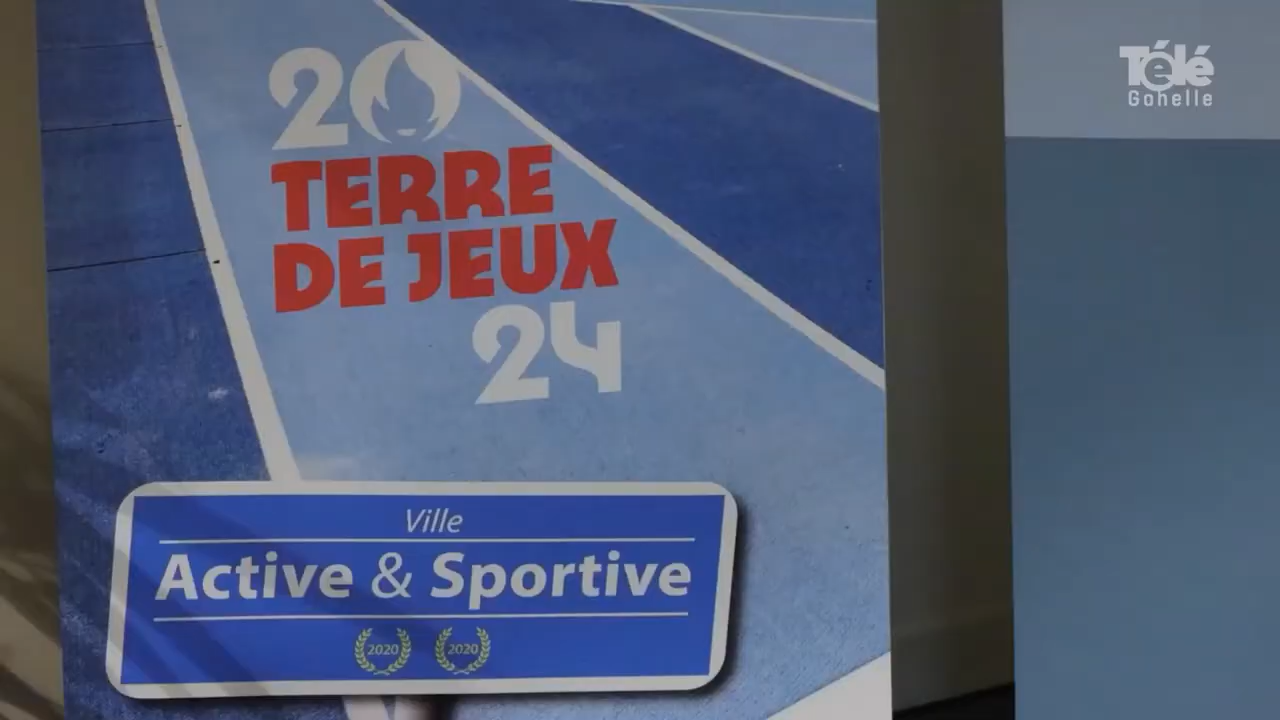 Télé
Gohelle
20
TERRE
DE JEUX
24
Ville
Active & Sportive
2020 2020